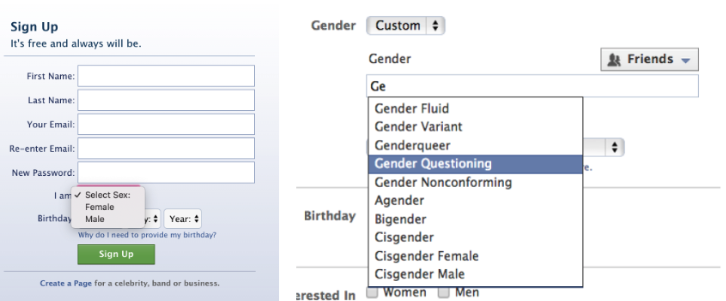 Sign Up
It's free and always will be.
First Name:
Last Name:
Your Email:
Re-enter Email:
New Password:
I am ✓ Select Sex:
Female
Male
Birthday y: Year:
Why do I need to provide my birthday?
Sign Up
Create a Page for a celebrity, band or business.
Gender Custom
Gender Friends
Ge
Gender Fluid
Gender Variant
Genderqueer
Gender Questioning
Gender Nonconforming
Agender
Bigender
Cisgender
Cisgender Female
Cisgender Male
e.
Birthday
erested In Women Men